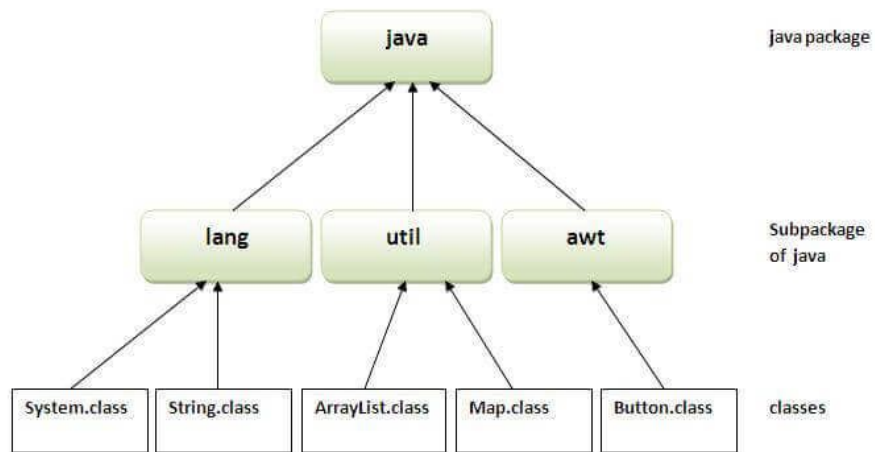 java
java package
lang
util
awt
Subpackage
of java
System.class
String.class
ArrayList.class
Map.class
Button.class
classes